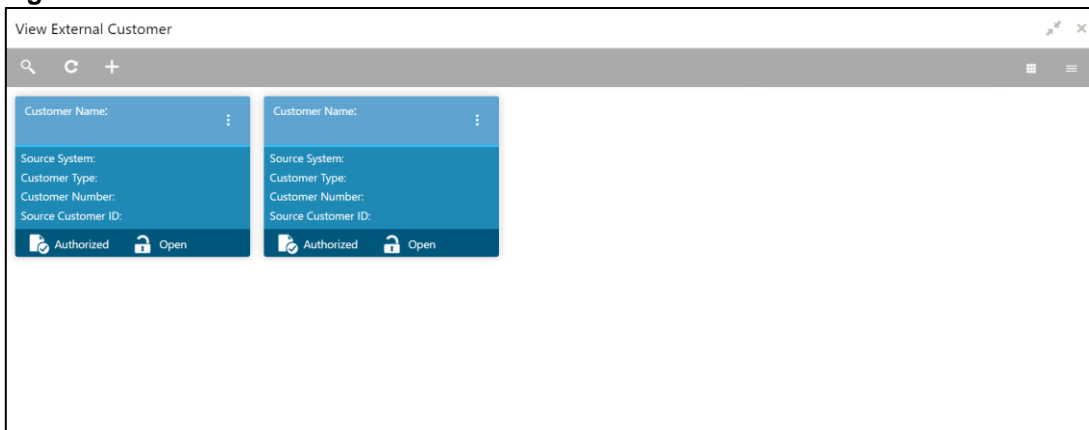 View External Customer
Customer Name:
Source System:
Customer Type:
Customer Number:
Source Customer ID:
Authorized Open
Customer Name:
Source System:
Customer Type:
Customer Number:
Source Customer ID:
Authorized Open